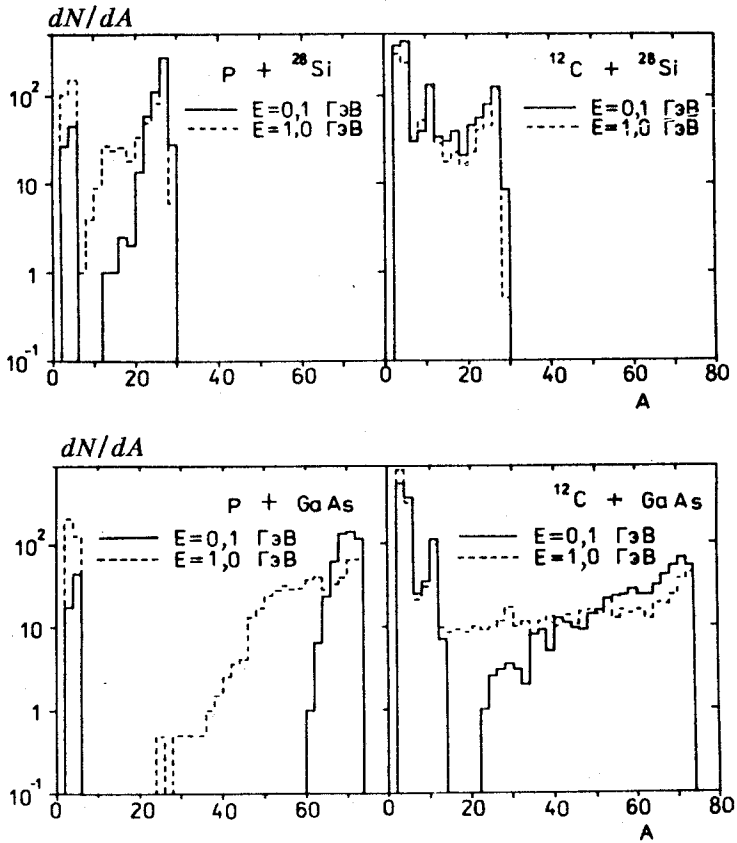 dN/dA
P + ²⁸Si
E=0,1 ГэВ
E=1,0 ГэВ
¹²C + ²⁸Si
E=0,1 ГэВ
E=1,0 ГэВ
10²
10
1
10⁻¹
0 20 40 60 80
0 20 40 60 80
A
dN/dA
P + GaAs
E=0,1 ГэВ
E=1,0 ГэВ
¹²C + GaAs
E=0,1 ГэВ
E=1,0 ГэВ
10²
10
1
10⁻¹
0 20 40 60 80
0 20 40 60 80
A